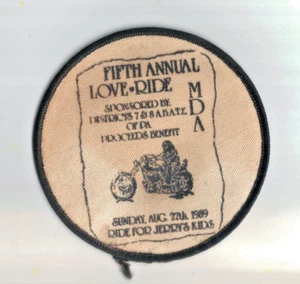 FIFTH ANNUAL
LOVE•RIDE
MDA
SPONSORED BY:
DISTRICTS 7 & 8 A.B.A.T.E.
OF PA
PROCEEDS BENEFIT
SUNDAY, AUG. 27th, 1989
RIDE FOR JERRY'S KIDS